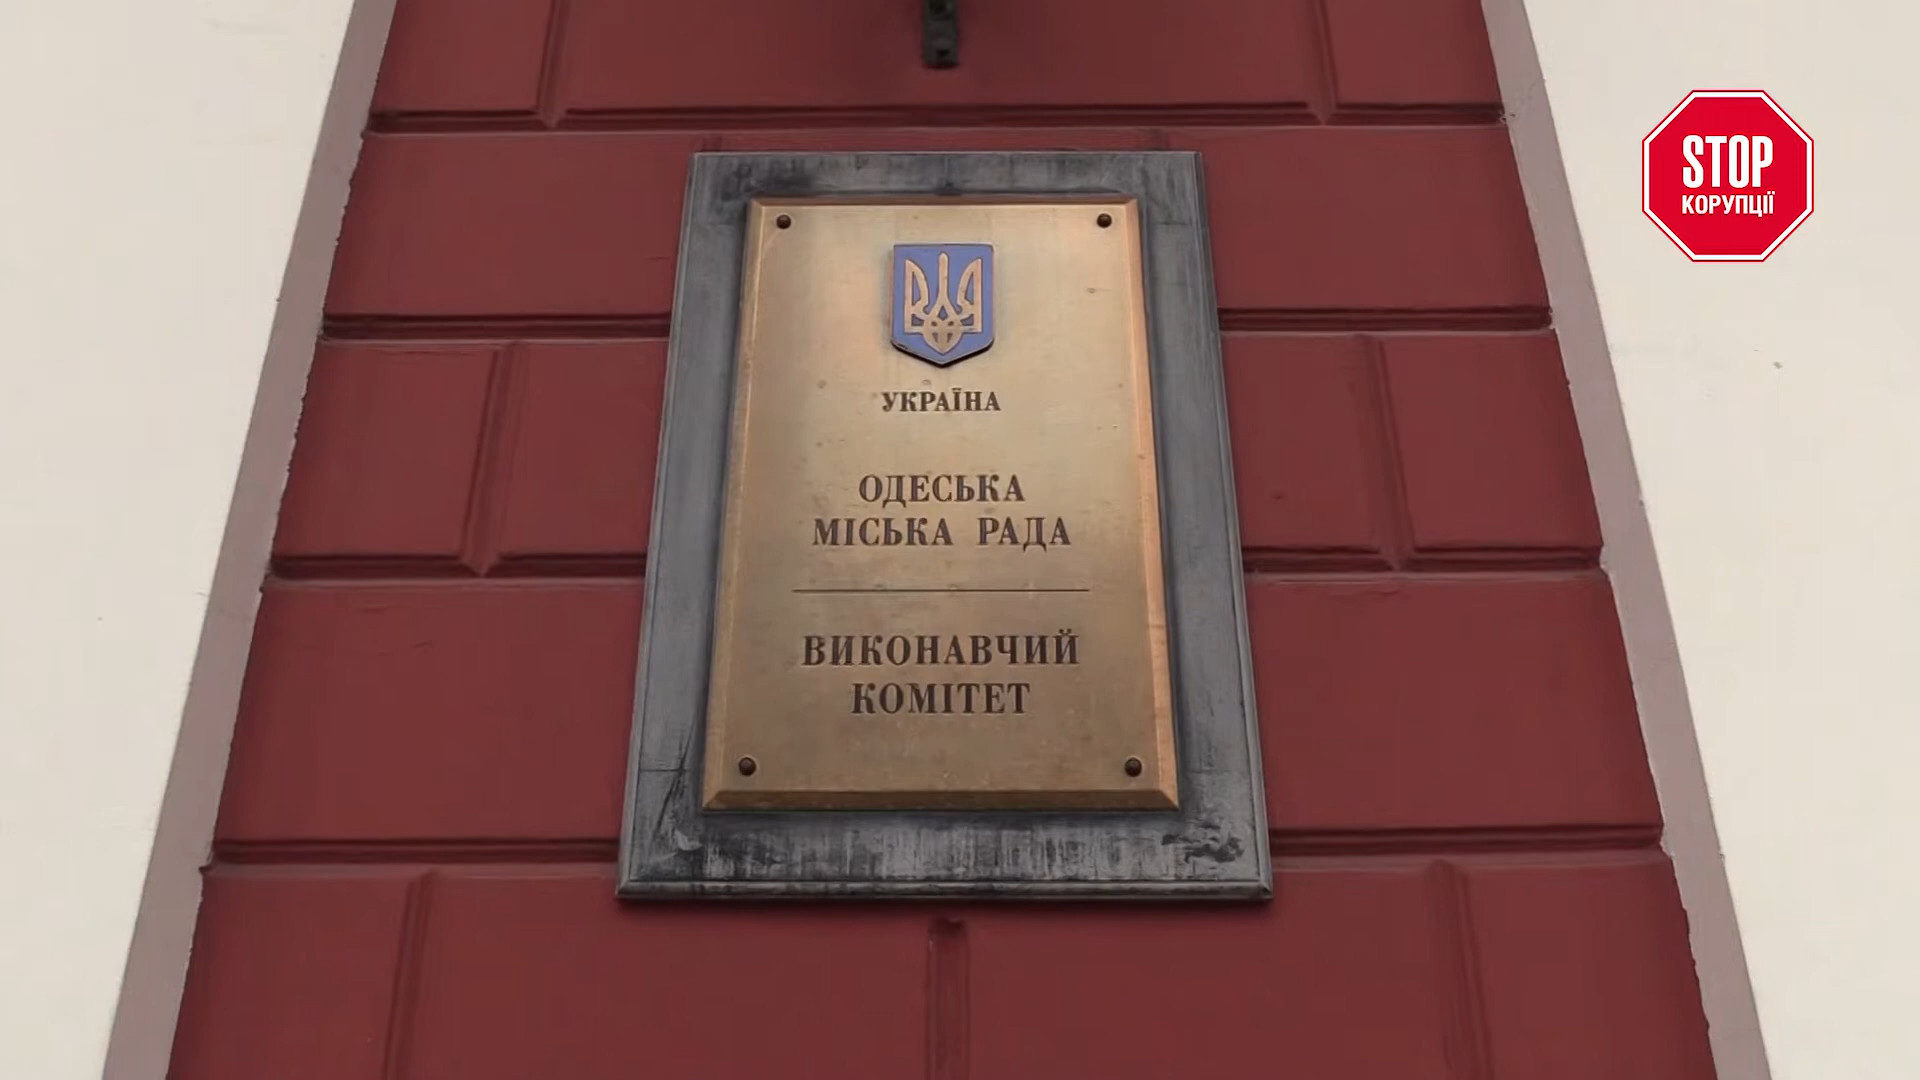 STOP
КОРУПЦІЇ
УКРАЇНА
ОДЕСЬКА
МІСЬКА РАДА
ВИКОНАВЧИЙ
КОМІТЕТ